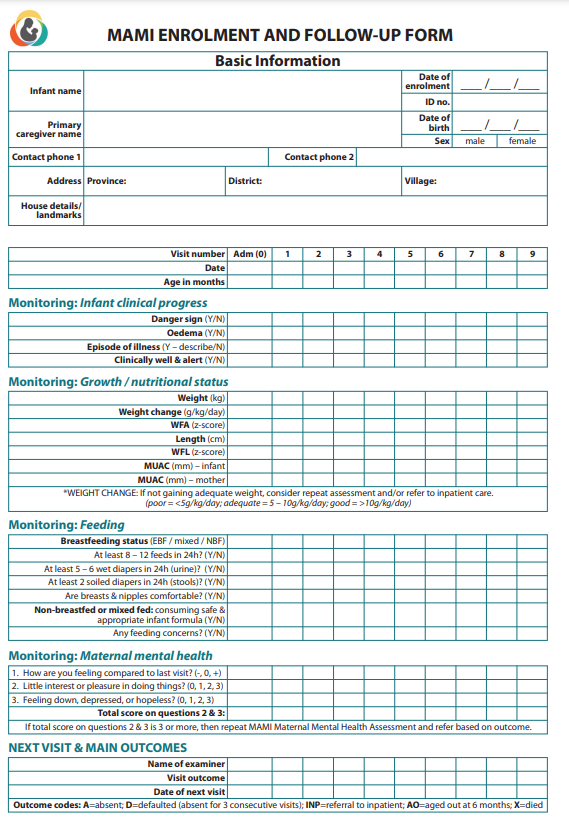 MAMI ENROLMENT AND FOLLOW-UP FORM
Basic Information
Infant name
Date of enrolment __/__/__
ID no.
Primary caregiver name
Date of birth __/__/__
Sex male female
Contact phone 1 Contact phone 2
Address Province: District: Village:
House details/
landmarks
Visit number Adm (0) 1 2 3 4 5 6 7 8 9
Date
Age in months
Monitoring: Infant clinical progress
Danger sign (Y/N)
Oedema (Y/N)
Episode of illness (Y – describe/N)
Clinically well & alert (Y/N)
Monitoring: Growth / nutritional status
Weight (kg)
Weight change (g/kg/day)
WFA (z-score)
Length (cm)
WFL (z-score)
MUAC (mm) – infant
MUAC (mm) – mother
*WEIGHT CHANGE: If not gaining adequate weight, consider repeat assessment and/or refer to inpatient care.
(poor = <5g/kg/day; adequate = 5 – 10g/kg/day; good = >10g/kg/day)
Monitoring: Feeding
Breastfeeding status (EBF / mixed / NBF)
At least 8 – 12 feeds in 24h? (Y/N)
At least 5 – 6 wet diapers in 24h (urine)? (Y/N)
At least 2 soiled diapers in 24h (stools)? (Y/N)
Are breasts & nipples comfortable? (Y/N)
Non-breastfed or mixed fed: consuming safe &
appropriate infant formula (Y/N)
Any feeding concerns? (Y/N)
Monitoring: Maternal mental health
1. How are you feeling compared to last visit? (-, 0, +)
2. Little interest or pleasure in doing things? (0, 1, 2, 3)
3. Feeling down, depressed, or hopeless? (0, 1, 2, 3)
Total score on questions 2 & 3:
If total score on questions 2 & 3 is 3 or more, then repeat MAMI Maternal Mental Health Assessment and refer based on outcome.
NEXT VISIT & MAIN OUTCOMES
Name of examiner
Visit outcome
Date of next visit
Outcome codes: A=absent; D=defaulted (absent for 3 consecutive visits); INP=referral to inpatient; AO=aged out at 6 months; X=died